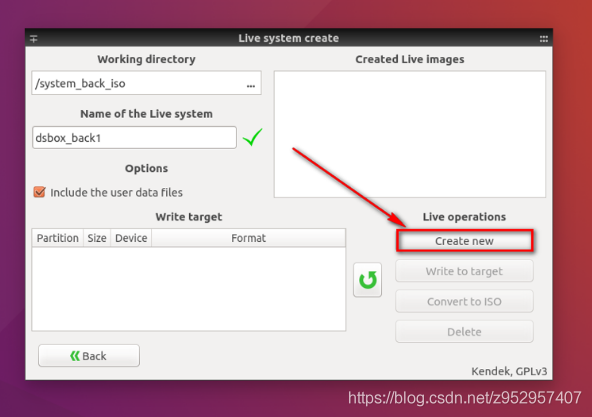 Live system create
Working directory
/system_back_iso ...
Name of the Live system
dsbox_back1
Options
Include the user data files
Created Live images
Write target
Partition Size Device Format
Live operations
Create new
Write to target
Convert to ISO
Delete
Back
Kendek, GPLv3
https://blog.csdn.net/z952957407